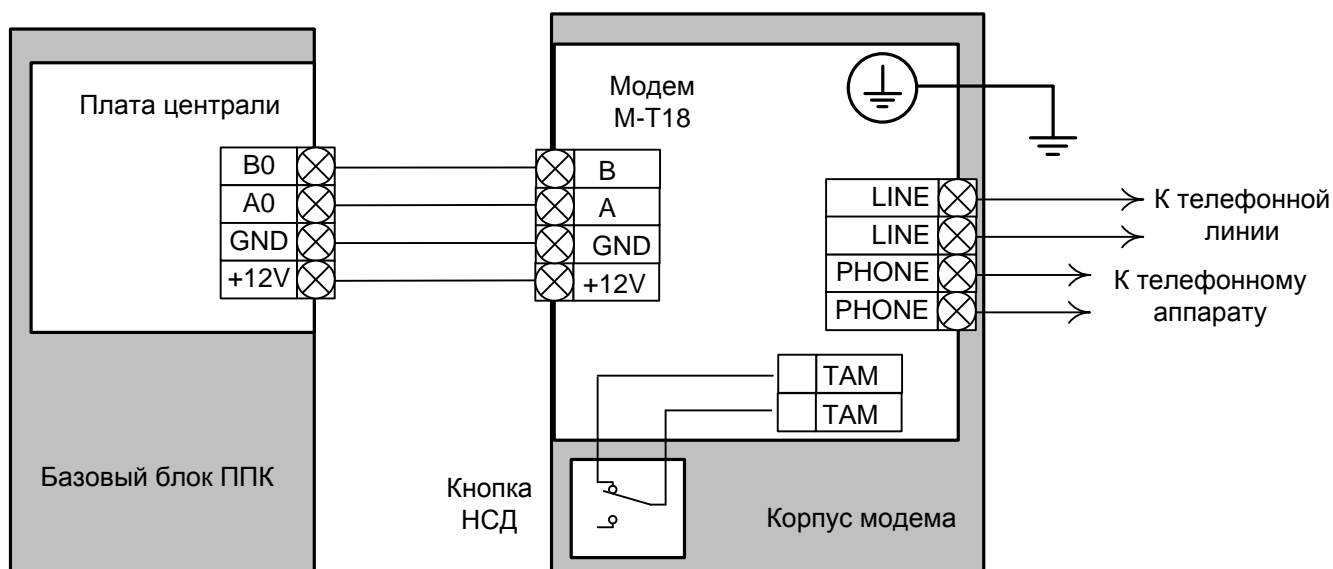 Плата централи
B0
A0
GND
+12V
Базовый блок ППК
Модем
М-Т18
B
A
GND
+12V
LINE
LINE
PHONE
PHONE
К телефонной
линии
К телефонному
аппарату
TAM
TAM
Кнопка
НСД
Корпус модема